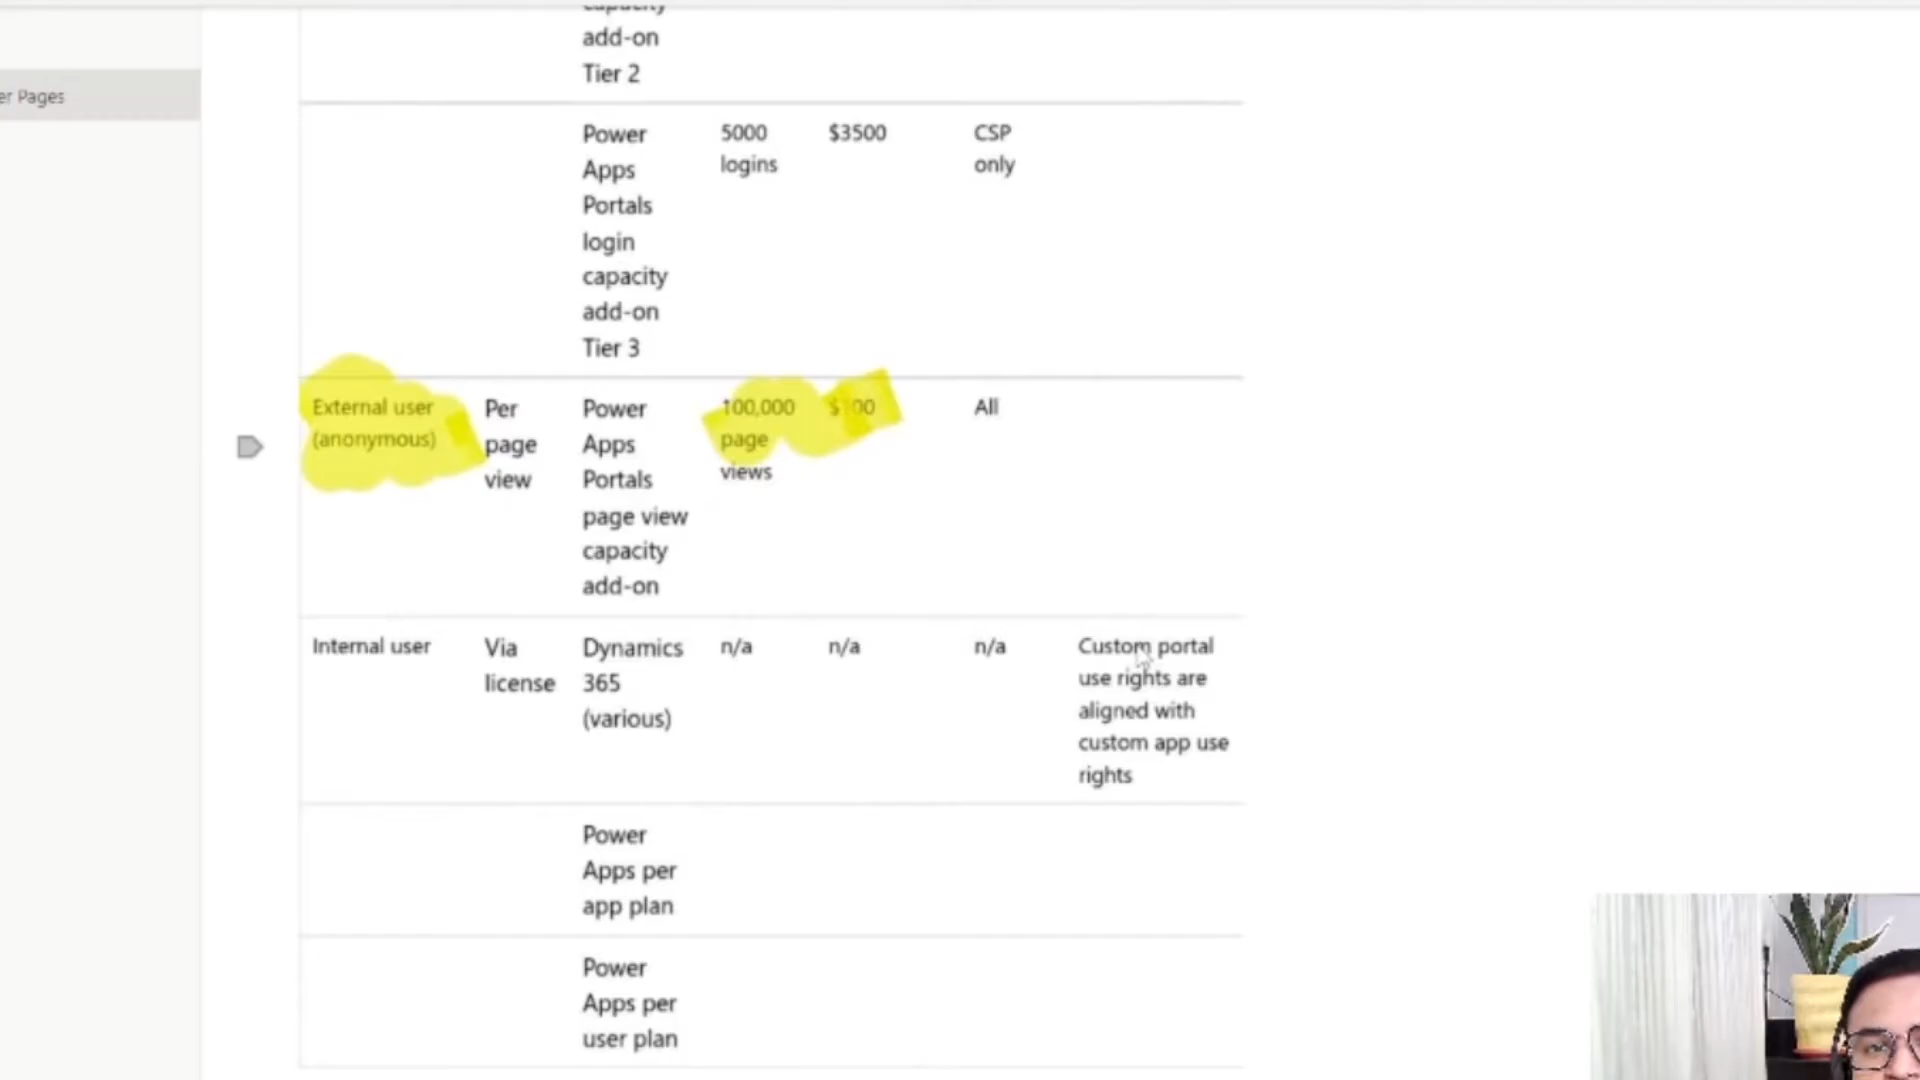 capacity
add-on
Tier 2
er Pages
Power
Apps
Portals
login
capacity
add-on
Tier 3
5000
logins
$3500
CSP
only
External user
(anonymous)
Per
page
view
Power
Apps
Portals
page view
capacity
add-on
100,000
page
views
$100
All
Internal user
Via
license
Dynamics
365
(various)
n/a
n/a
n/a
Custom portal
use rights are
aligned with
custom app use
rights
Power
Apps per
app plan
Power
Apps per
user plan